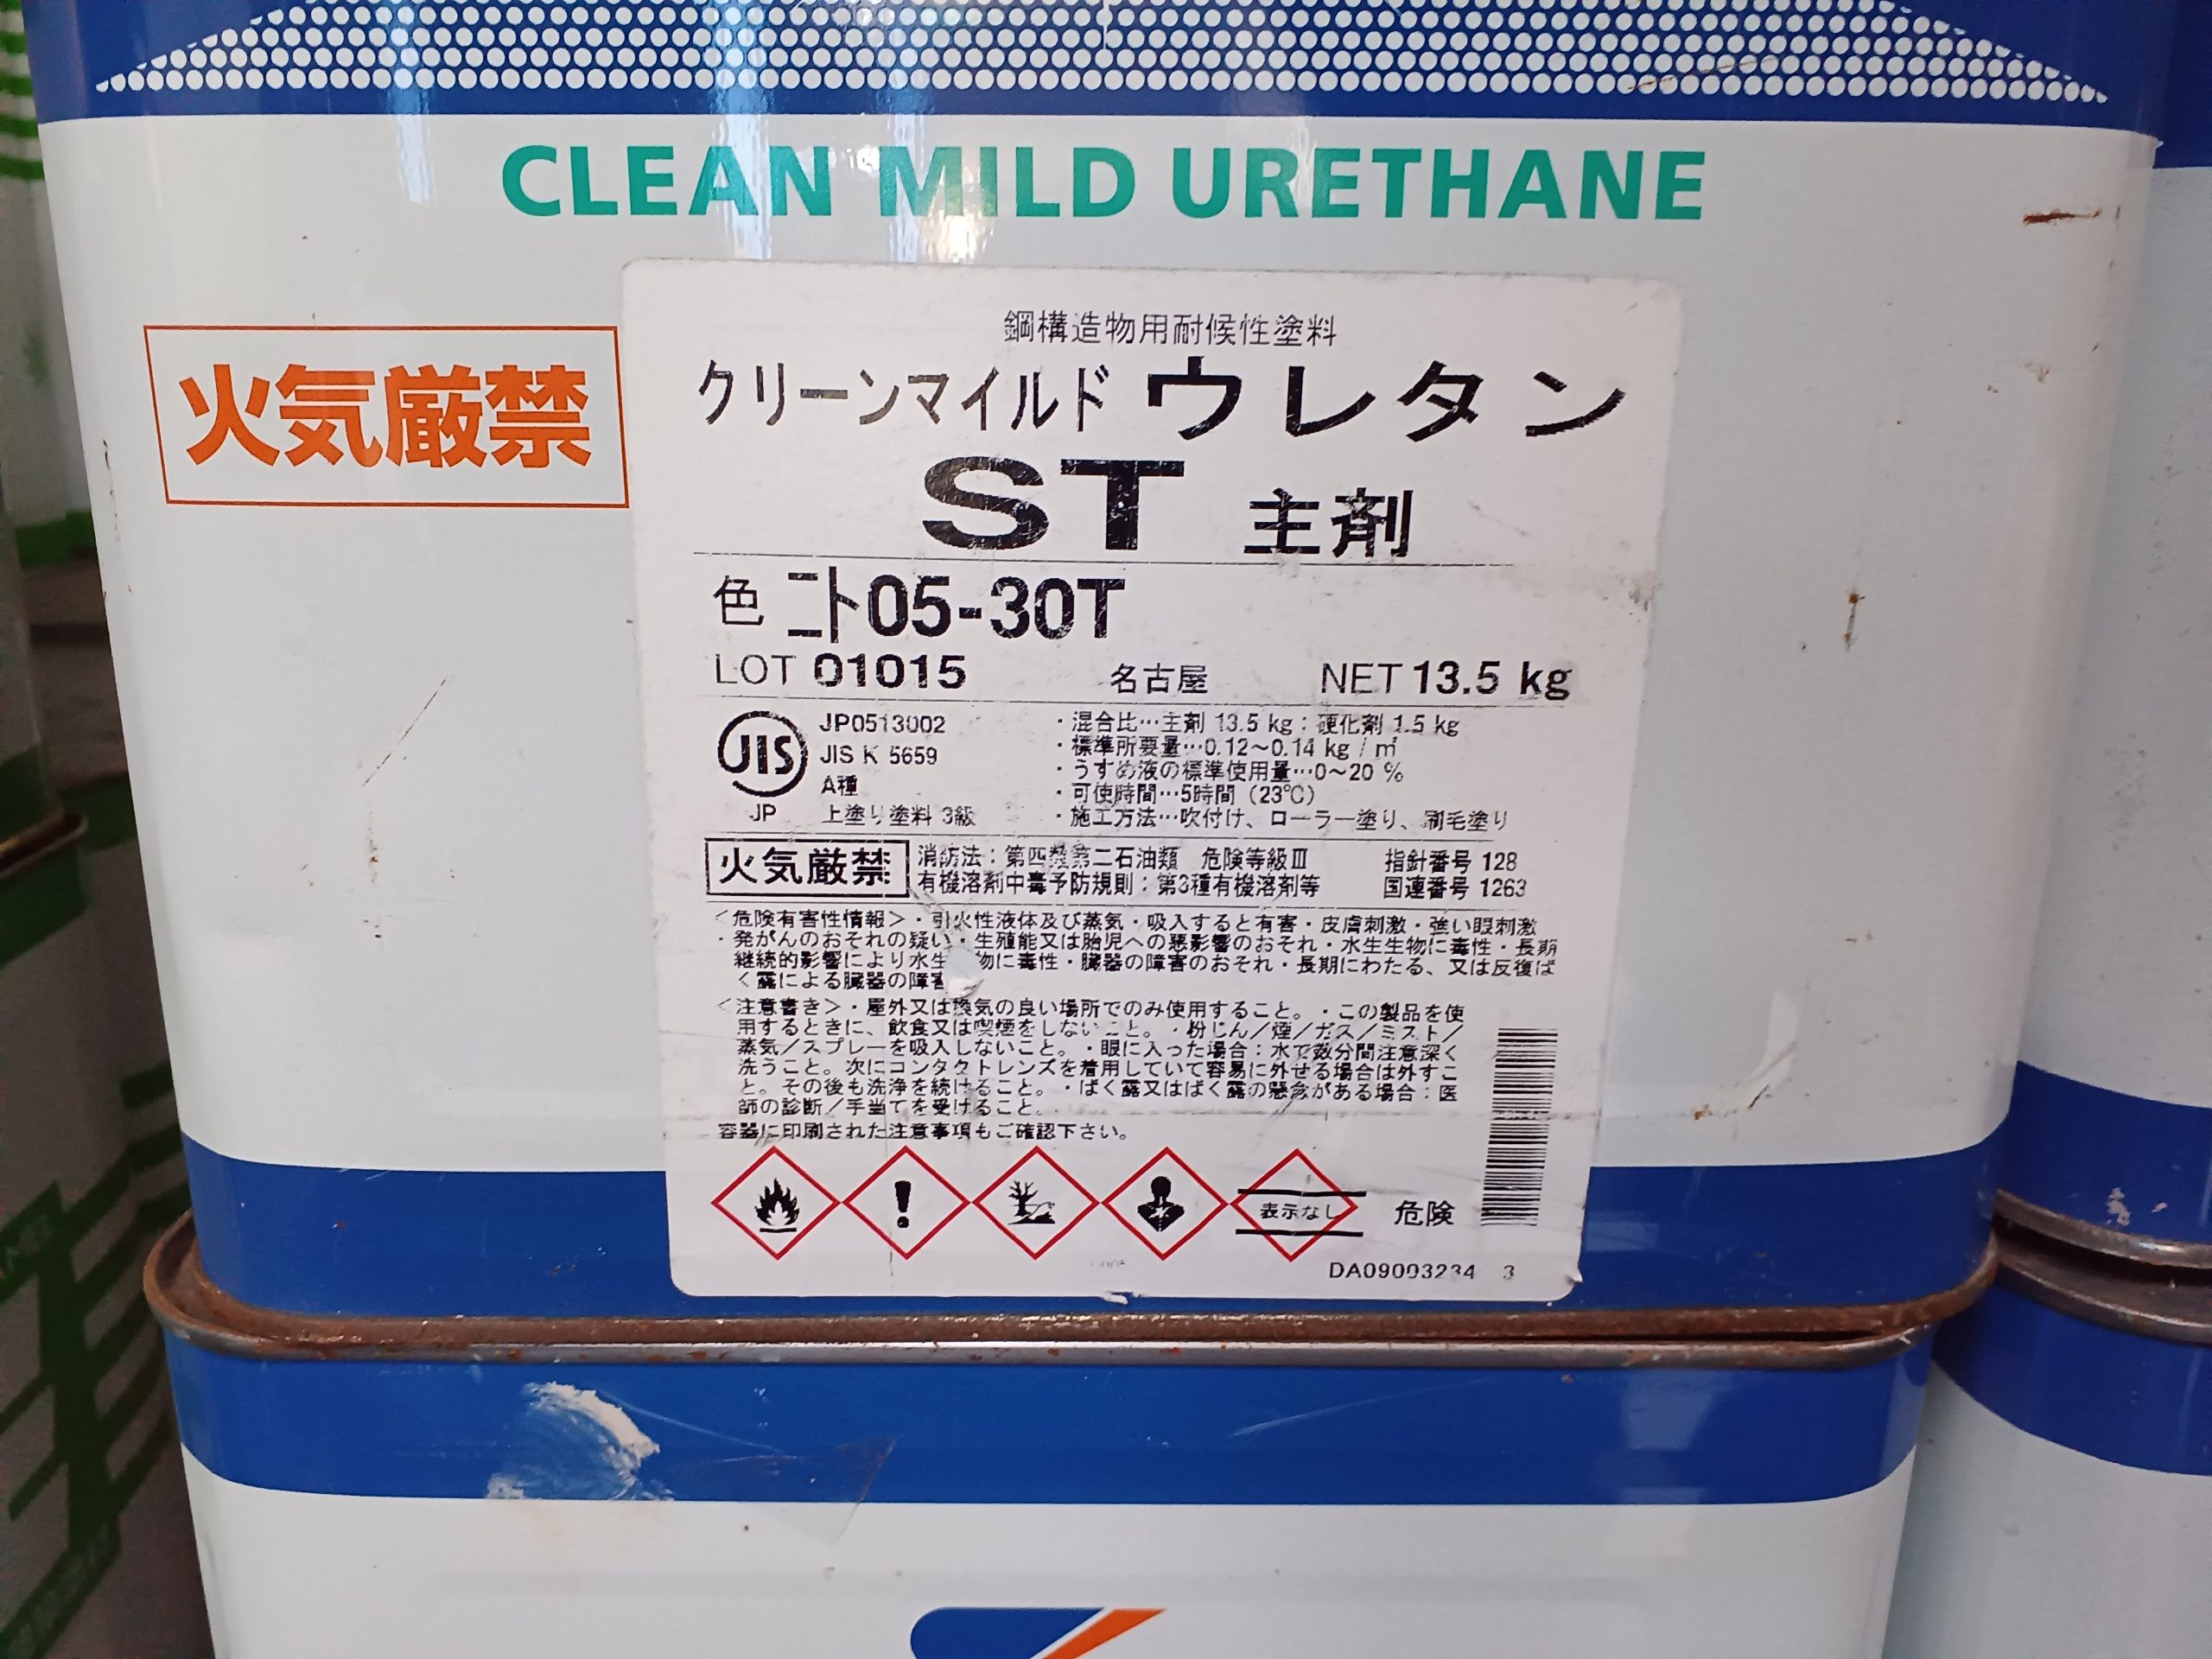 CLEAN MILD URETHANE
火気厳禁
鋼構造物用耐候性塗料
クリーンマイルド ウレタン
ST 主剤
色 ニト05-30T
LOT 01015 名古屋 NET 13.5 kg
JIS
JP
JP0513002
JIS K 5659
A種
上塗り塗料 3級
・混合比…主剤 13.5 kg : 硬化剤 1.5 kg
・標準所要量…0.12～0.14 kg / ㎡
・うすめ液の標準使用量…0～20 %
・可使時間…5時間 (23℃)
・施工方法…吹付け、ローラー塗り、刷毛塗り
火気厳禁
消防法：第四類第二石油類 危険等級Ⅲ 指針番号 128
有機溶剤中毒予防規則：第3種有機溶剤等 国連番号 1263
＜危険有害性情報＞・引火性液体及び蒸気・吸入すると有害・皮膚刺激・強い眼刺激
・発がんのおそれの疑い・生殖能又は胎児への悪影響のおそれ・水生生物に毒性・長期
継続的影響により水生 物に毒性・臓器の障害のおそれ・長期にわたる、又は反復ば
く露による臓器の障害
＜注意書き＞・屋外又は換気の良い場所でのみ使用すること。・この製品を使
用するときに、飲食又は喫煙をしないこと。・粉じん／煙／ガス／ミスト／
蒸気／スプレーを吸入しないこと。・眼に入った場合：水で数分間注意深く
洗うこと。次にコンタクトレンズを着用していて容易に外せる場合は外すこ
と。その後も洗浄を続けること。・ばく露又はばく露の懸念がある場合：医
師の診断／手当てを受けること。
容器に印刷された注意事項もご確認下さい。
表示なし 危険
DA09003234 3